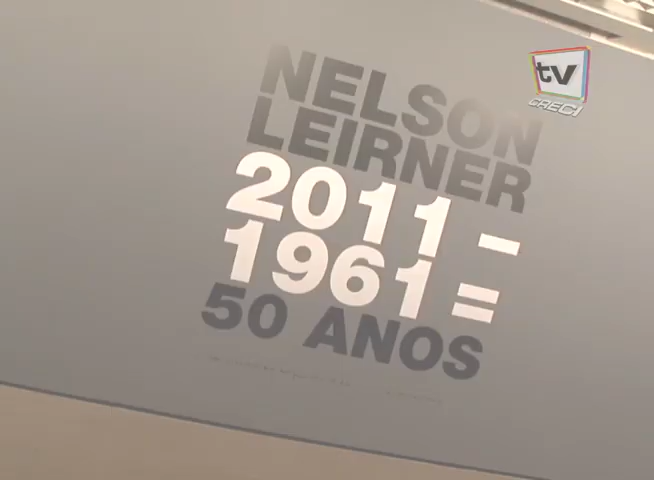 NELSON
LEIRNER
2011 –
1961 =
50 ANOS
tv
CRECI